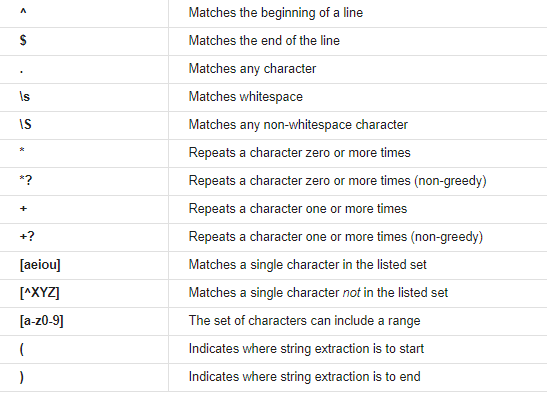 ^ Matches the beginning of a line
$ Matches the end of the line
. Matches any character
\s Matches whitespace
\S Matches any non-whitespace character
* Repeats a character zero or more times
*? Repeats a character zero or more times (non-greedy)
+ Repeats a character one or more times
+? Repeats a character one or more times (non-greedy)
[aeiou] Matches a single character in the listed set
[^XYZ] Matches a single character not in the listed set
[a-z0-9] The set of characters can include a range
( Indicates where string extraction is to start
) Indicates where string extraction is to end